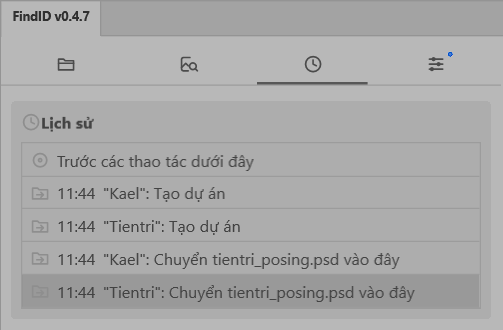 FindID v0.4.7
Lịch sử
Trước các thao tác dưới đây
11:44 "Kael": Tạo dự án
11:44 "Tientri": Tạo dự án
11:44 "Kael": Chuyển tientri_posing.psd vào đây
11:44 "Tientri": Chuyển tientri_posing.psd vào đây